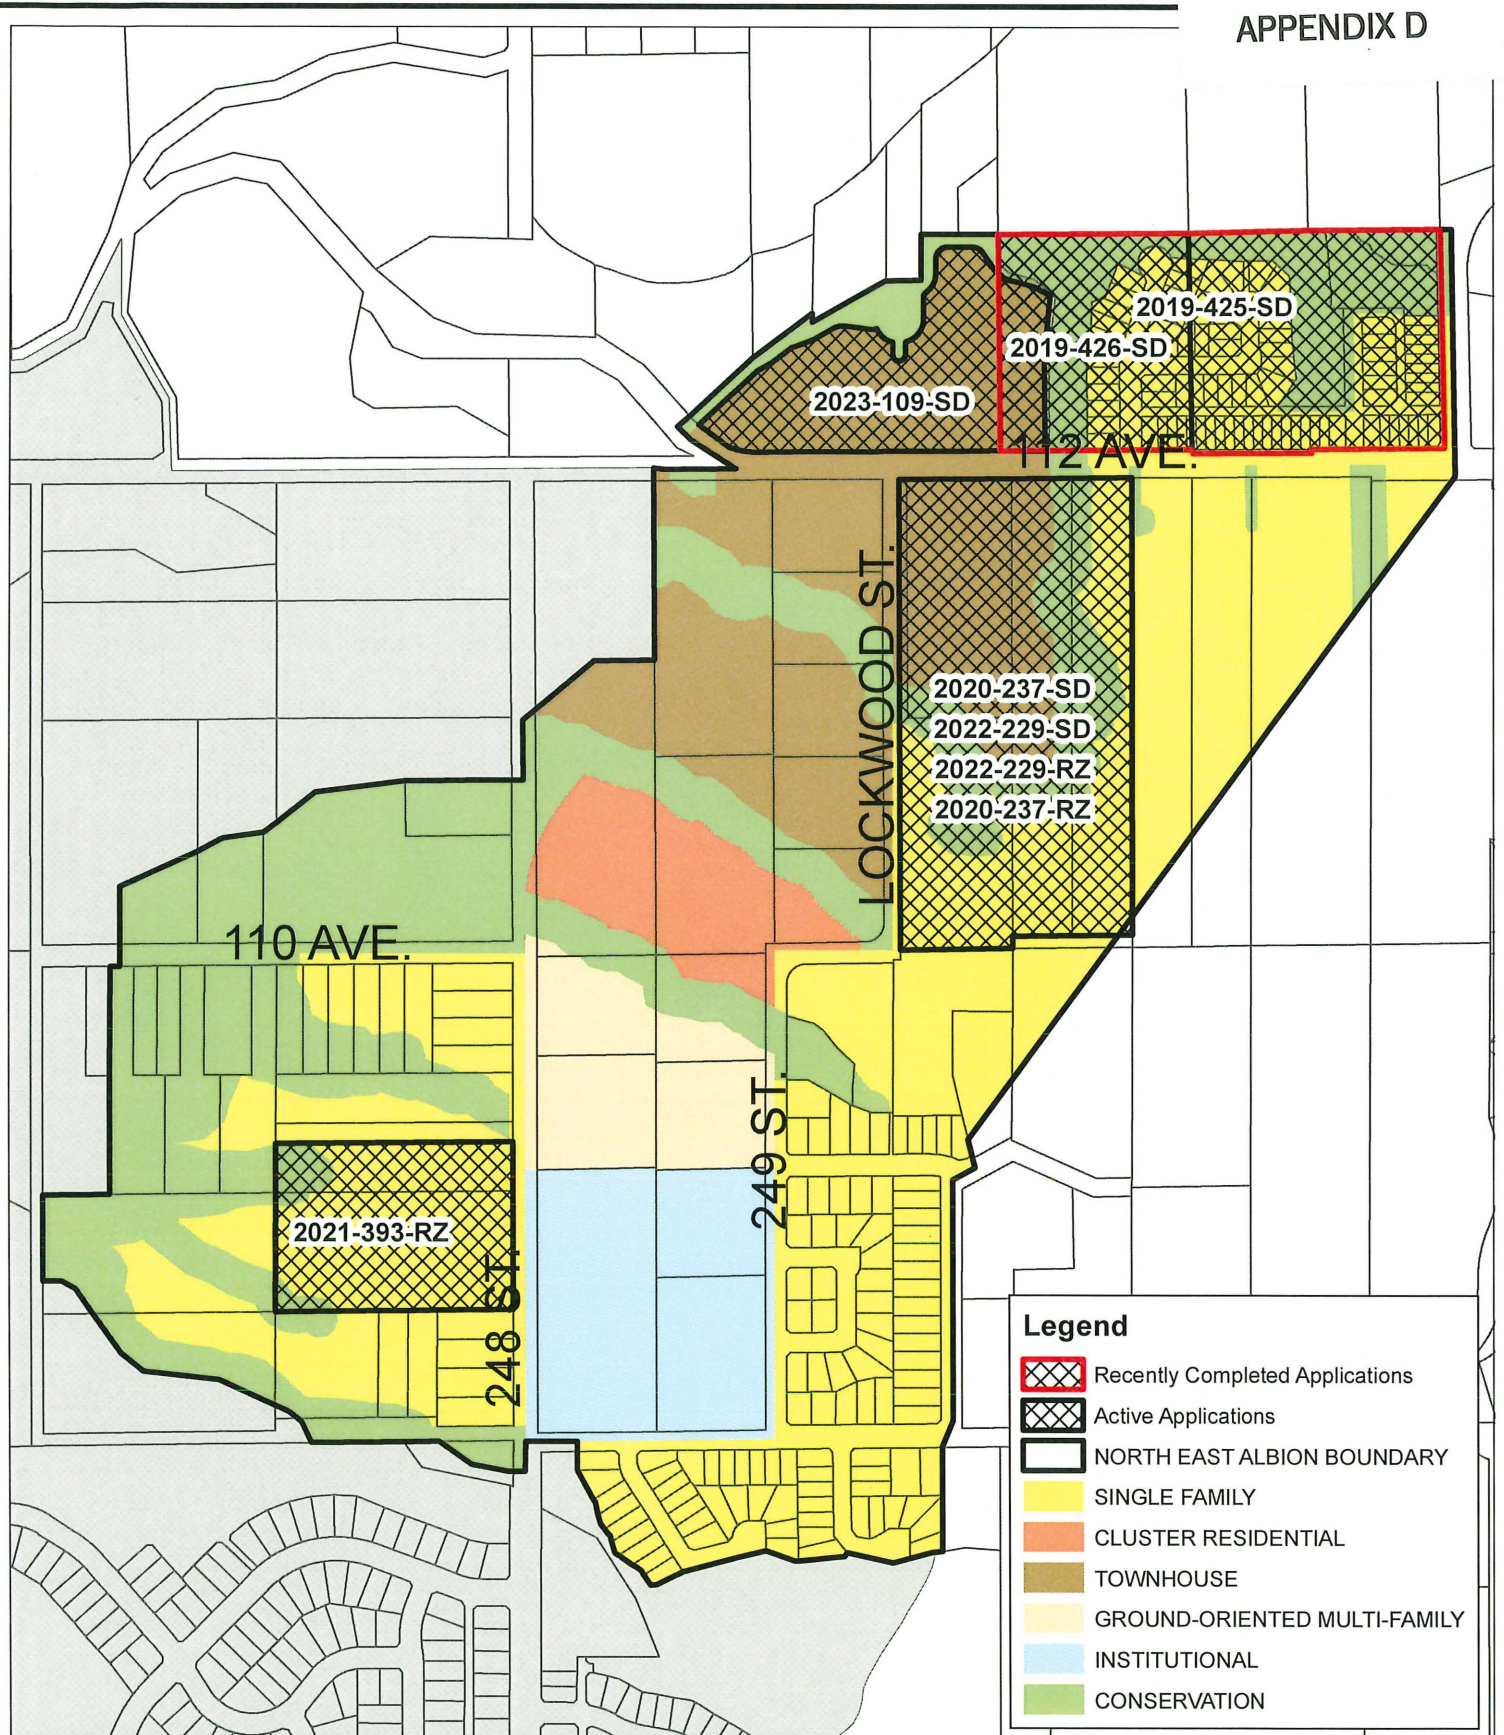 APPENDIX D
2019-425-SD
2019-426-SD
2023-109-SD
112 AVE.
LOCKWOOD ST.
2020-237-SD
2022-229-SD
2022-229-RZ
2020-237-RZ
110 AVE.
249 ST.
2021-393-RZ
248 ST.
Legend
Recently Completed Applications
Active Applications
NORTH EAST ALBION BOUNDARY
SINGLE FAMILY
CLUSTER RESIDENTIAL
TOWNHOUSE
GROUND-ORIENTED MULTI-FAMILY
INSTITUTIONAL
CONSERVATION